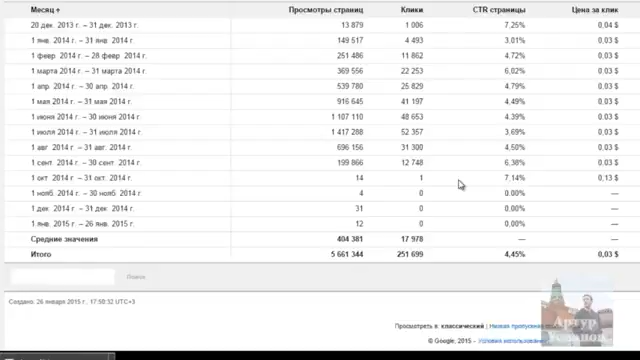 Месяц ↑ Просмотры страниц Клики CTR страницы Цена за клик
20 дек. 2013 г. – 31 дек. 2013 г. 13 879 1 006 7,25% 0,04 $
1 янв. 2014 г. – 31 янв. 2014 г. 149 517 4 493 3,01% 0,03 $
1 февр. 2014 г. – 28 февр. 2014 г. 251 486 11 862 4,72% 0,03 $
1 марта 2014 г. – 31 марта 2014 г. 369 556 22 253 6,02% 0,03 $
1 апр. 2014 г. – 30 апр. 2014 г. 539 780 25 829 4,79% 0,03 $
1 мая 2014 г. – 31 мая 2014 г. 916 645 41 197 4,49% 0,03 $
1 июня 2014 г. – 30 июня 2014 г. 1 107 110 48 653 4,39% 0,03 $
1 июля 2014 г. – 31 июля 2014 г. 1 417 288 52 357 3,69% 0,03 $
1 авг. 2014 г. – 31 авг. 2014 г. 696 156 31 300 4,50% 0,03 $
1 сент. 2014 г. – 30 сент. 2014 г. 199 866 12 748 6,38% 0,03 $
1 окт. 2014 г. – 31 окт. 2014 г. 14 1 7,14% 0,13 $
1 нояб. 2014 г. – 30 нояб. 2014 г. 4 0 0,00% —
1 дек. 2014 г. – 31 дек. 2014 г. 31 0 0,00% —
1 янв. 2015 г. – 26 янв. 2015 г. 12 0 0,00% —
Средние значения 404 381 17 978 — —
Итого 5 661 344 251 699 4,45% 0,03 $
Поиск
Создано: 26 января 2015 г., 17:50:32 UTC+3
Артур
Усманов
Просмотреть в: классический | Низкая пропускная
© Google, 2015 – Условия использования